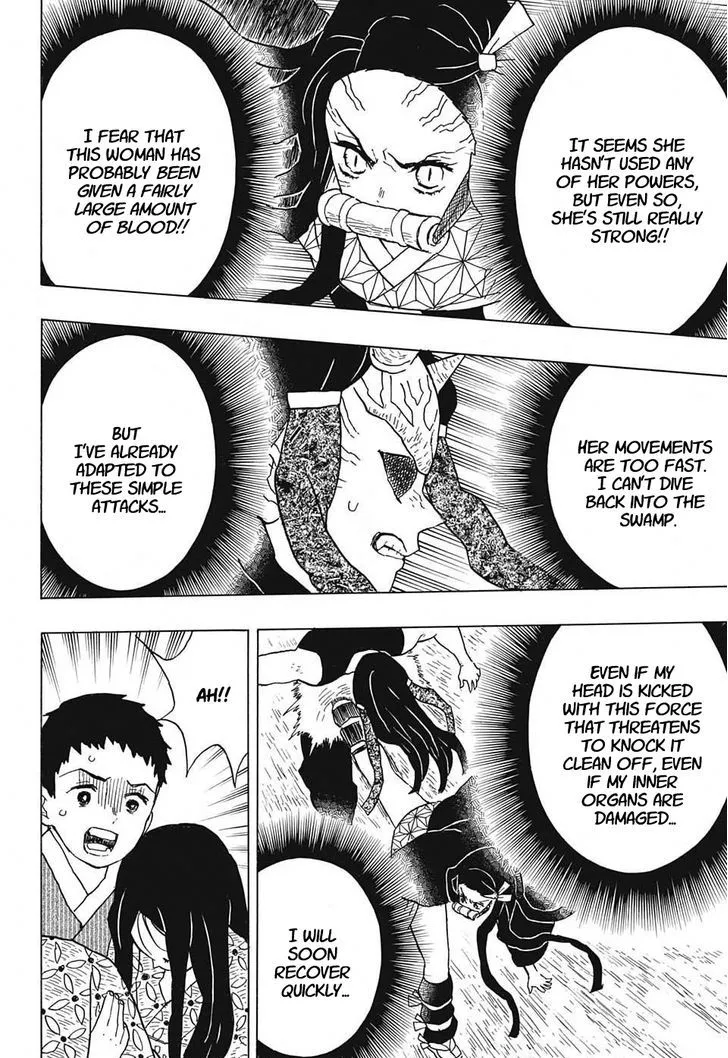 IT SEEMS SHE
HASN'T USED ANY
OF HER POWERS,
BUT EVEN SO,
SHE'S STILL REALLY
STRONG!!
I FEAR THAT
THIS WOMAN HAS
PROBABLY BEEN
GIVEN A FAIRLY
LARGE AMOUNT
OF BLOOD!!
HER MOVEMENTS
ARE TOO FAST.
I CAN'T DIVE
BACK INTO THE
SWAMP.
BUT
I'VE ALREADY
ADAPTED TO
THESE SIMPLE
ATTACKS...
EVEN IF MY
HEAD IS KICKED
WITH THIS FORCE
THAT THREATENS
TO KNOCK IT
CLEAN OFF, EVEN
IF MY INNER
ORGANS ARE
DAMAGED...
I WILL
SOON
RECOVER
QUICKLY...
AH!!